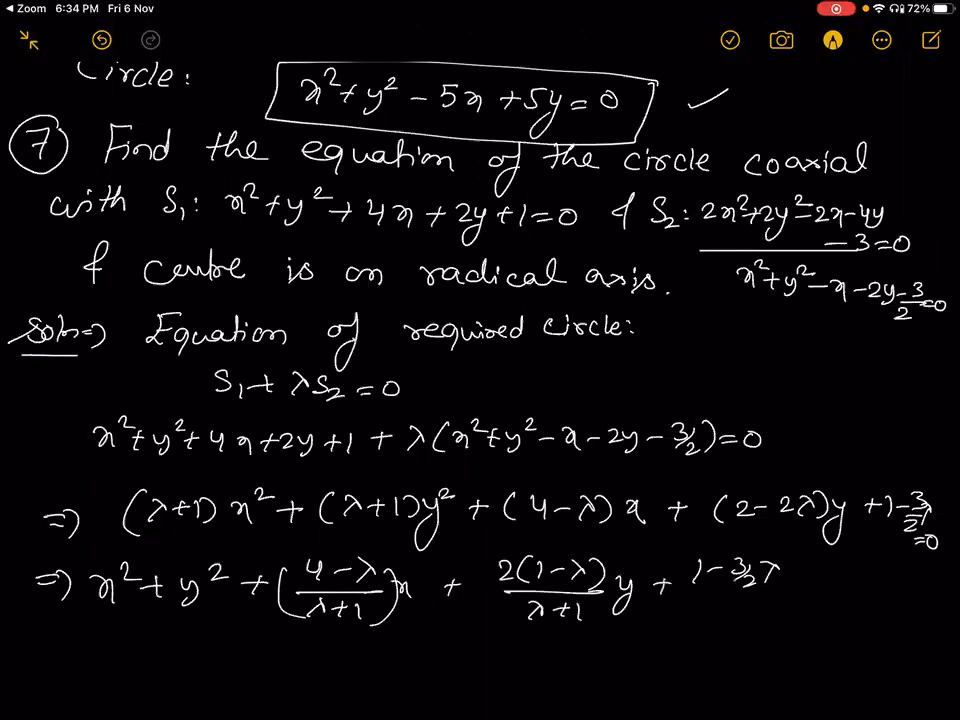 Zoom 6:34 PM Fri 6 Nov 72%
Circle: x² + y² - 5x + 5y = 0 ✓
(7) Find the equation of the circle coaxial
with S₁: x² + y² + 4x + 2y + 1 = 0 & S₂: 2x² + 2y² - 2x - 4y
- 3 = 0
& centre is on radical axis.
x² + y² - x - 2y - 3/2 = 0
Soln ⇒ Equation of required circle:
S₁ + λS₂ = 0
x² + y² + 4x + 2y + 1 + λ(x² + y² - x - 2y - 3/2) = 0
⇒ (λ+1)x² + (λ+1)y² + (4-λ)x + (2-2λ)y + 1 - 3/2 λ
= 0
⇒ x² + y² + ((4-λ)/(λ+1))x + (2(1-λ)/(λ+1))y + 1 - 3/2 λ